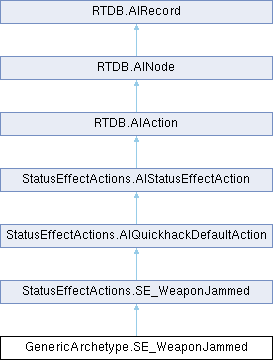 RTDB.AIRecord
RTDB.AINode
RTDB.AIAction
StatusEffectActions.AIStatusEffectAction
StatusEffectActions.AIQuickhackDefaultAction
StatusEffectActions.SE_WeaponJammed
GenericArchetype.SE_WeaponJammed